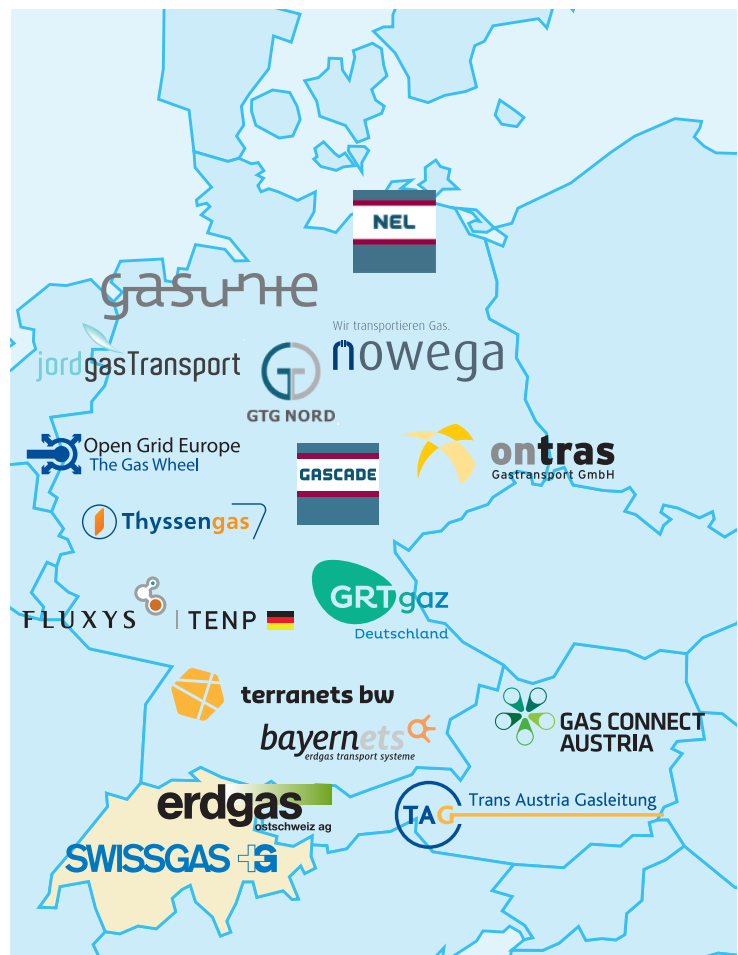 NEL
gasunie
Wir transportieren Gas.
nowega
jordgasTransport
GTG NORD
Open Grid Europe
The Gas Wheel
GASCADE
ontras
Gastransport GmbH
Thyssengas
GRTgaz
Deutschland
FLUXYS | TENP
terranets bw
bayernets
erdgas transport systeme
GAS CONNECT
AUSTRIA
erdgas
ostschweiz ag
TAG Trans Austria Gasleitung
SWISSGAS G